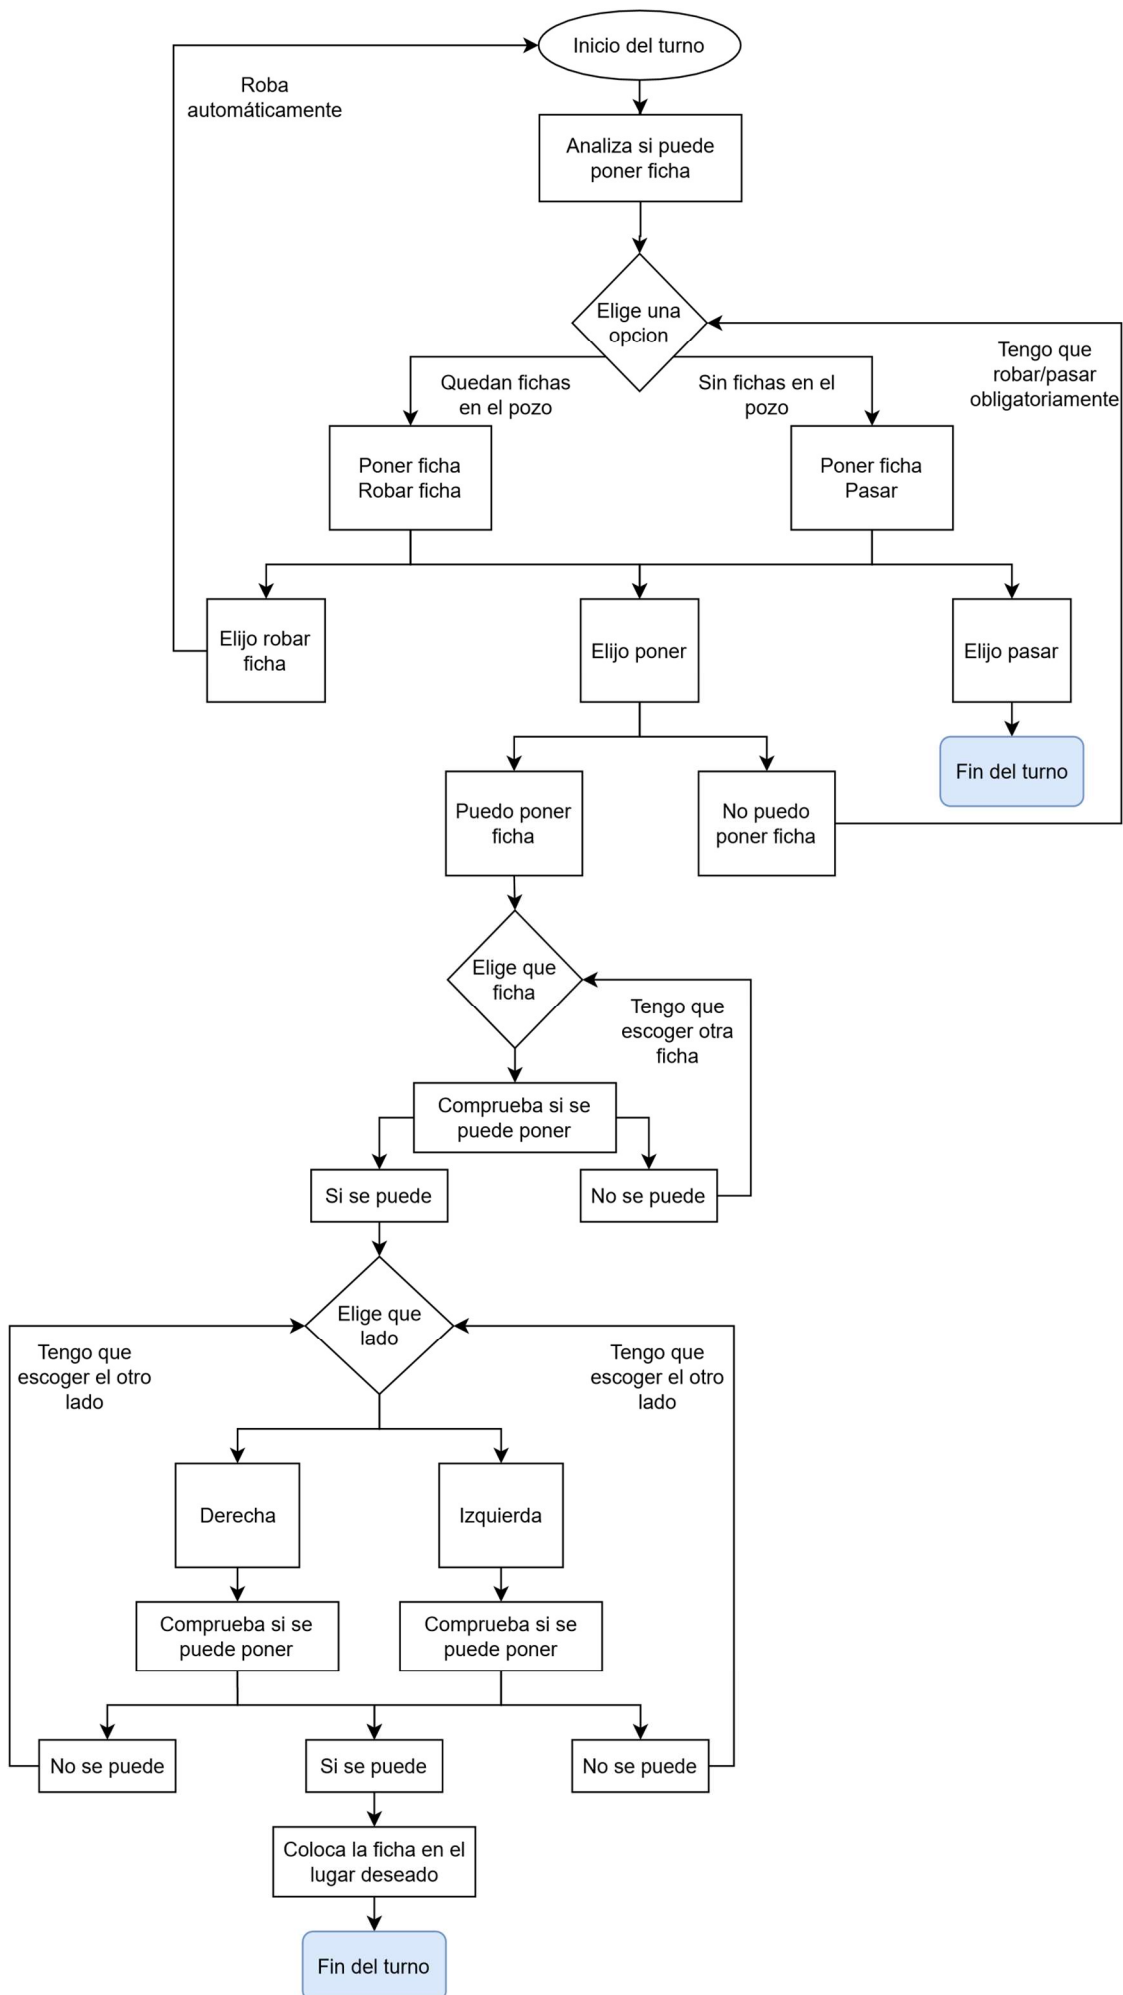 Inicio del turno
Roba
automáticamente
Analiza si puede
poner ficha
Elige una
opcion
Tengo que
robar/pasar
obligatoriamente
Quedan fichas
en el pozo
Sin fichas en el
pozo
Poner ficha
Robar ficha
Poner ficha
Pasar
Elijo robar
ficha
Elijo poner
Elijo pasar
Fin del turno
Puedo poner
ficha
No puedo
poner ficha
Elige que
ficha
Tengo que
escoger otra
ficha
Comprueba si se
puede poner
Si se puede
No se puede
Elige que
lado
Tengo que
escoger el otro
lado
Tengo que
escoger el otro
lado
Derecha
Izquierda
Comprueba si se
puede poner
Comprueba si se
puede poner
No se puede
Si se puede
No se puede
Coloca la ficha en el
lugar deseado
Fin del turno